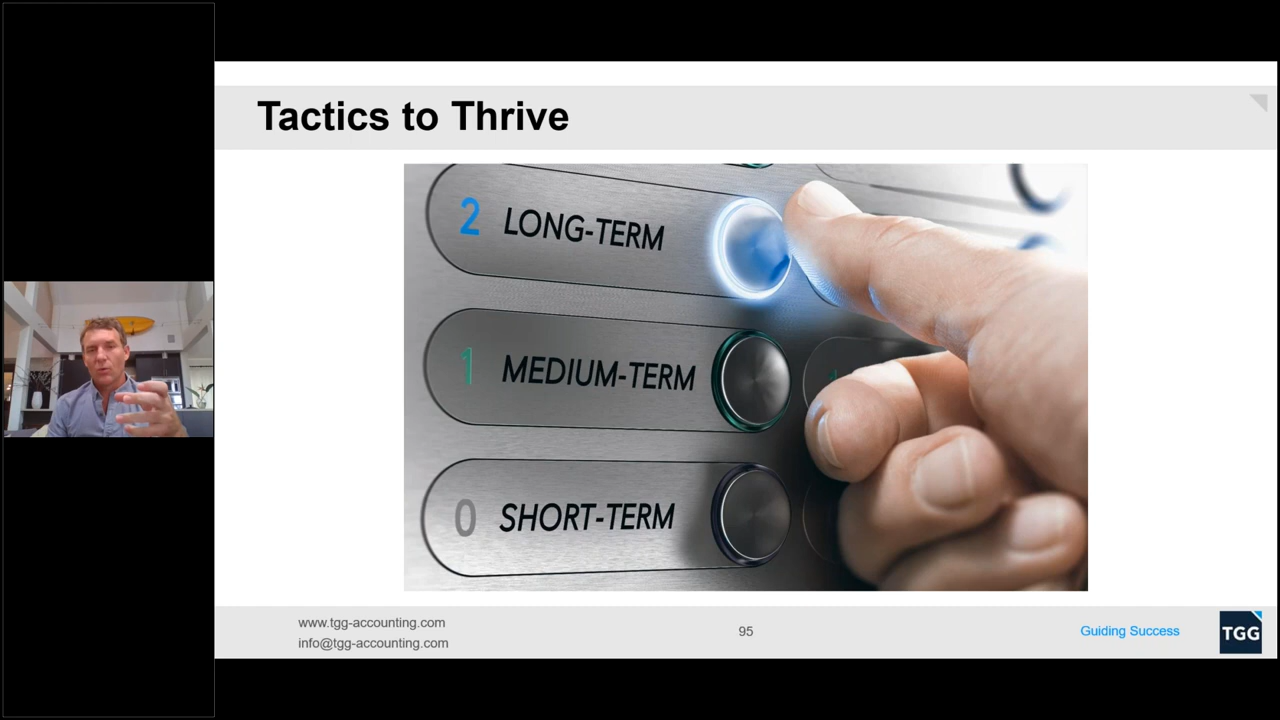 Tactics to Thrive
2 LONG-TERM
1 MEDIUM-TERM
0 SHORT-TERM
www.tgg-accounting.com
info@tgg-accounting.com
95
Guiding Success
TGG